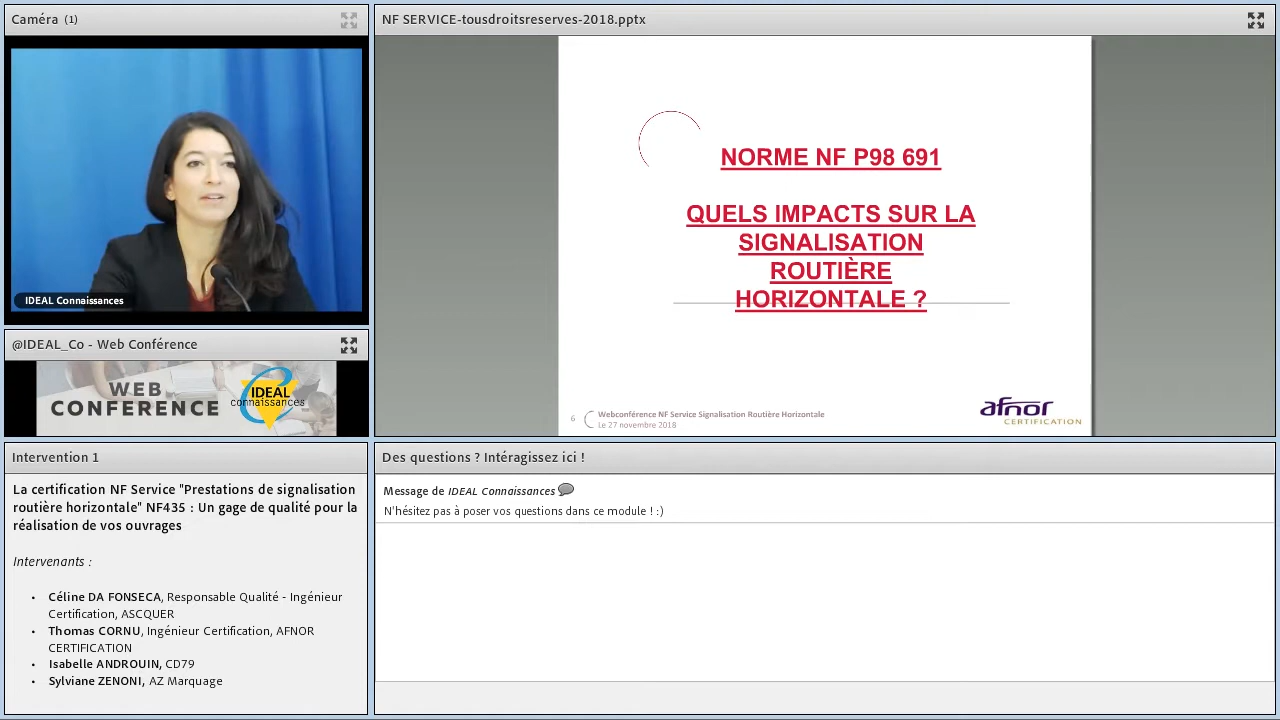 Caméra (1)
IDEAL Connaissances
@IDEAL_Co - Web Conférence
WEB
CONFERENCE
IDEAL
connaissances
Intervention 1
La certification NF Service "Prestations de signalisation
routière horizontale" NF435 : Un gage de qualité pour la
réalisation de vos ouvrages
Intervenants :
• Céline DA FONSECA, Responsable Qualité - Ingénieur
Certification, ASCQUER
• Thomas CORNU, Ingénieur Certification, AFNOR
CERTIFICATION
• Isabelle ANDROUIN, CD79
• Sylviane ZENONI, AZ Marquage
NF SERVICE-tousdroitsreserves-2018.pptx
NORME NF P98 691
QUELS IMPACTS SUR LA
SIGNALISATION
ROUTIÈRE
HORIZONTALE ?
6
Webconférence NF Service Signalisation Routière Horizontale
Le 27 novembre 2018
afnor
CERTIFICATION
Des questions ? Intéragissez ici !
Message de IDEAL Connaissances
N'hésitez pas à poser vos questions dans ce module ! :)